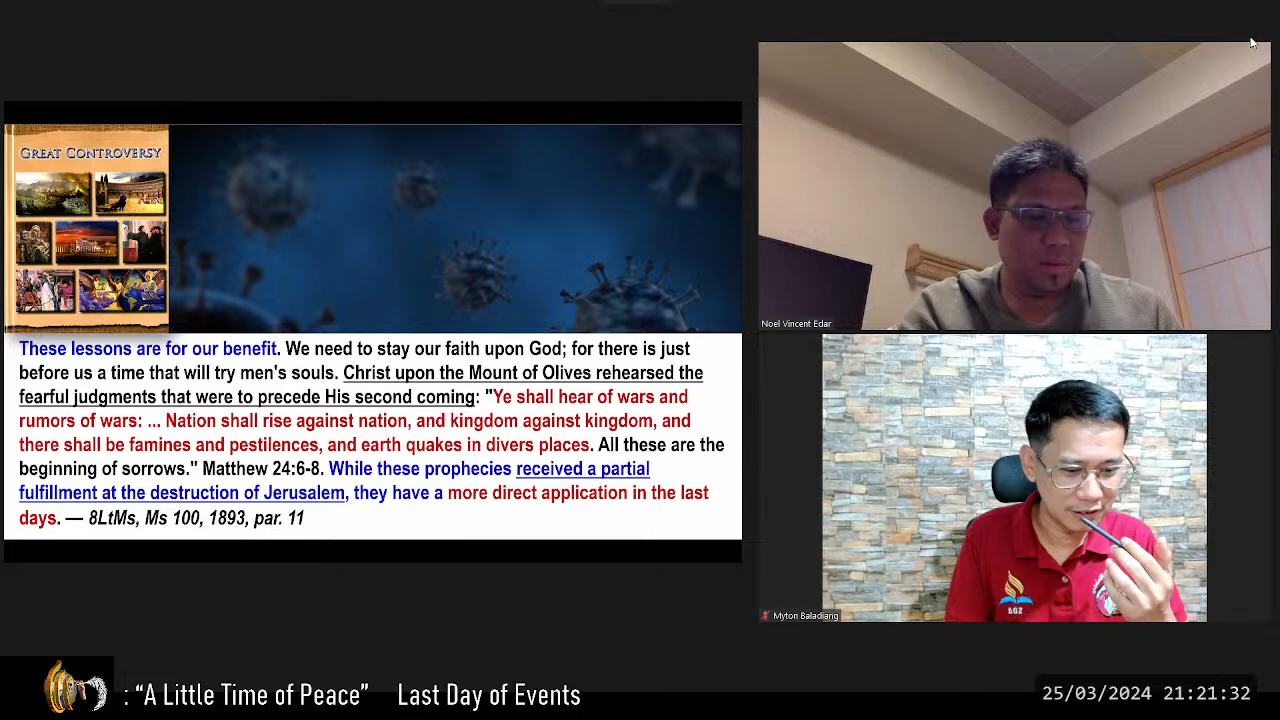 GREAT CONTROVERSY
These lessons are for our benefit. We need to stay our faith upon God; for there is just
before us a time that will try men's souls. Christ upon the Mount of Olives rehearsed the
fearful judgments that were to precede His second coming: "Ye shall hear of wars and
rumors of wars: ... Nation shall rise against nation, and kingdom against kingdom, and
there shall be famines and pestilences, and earth quakes in divers places. All these are the
beginning of sorrows." Matthew 24:6-8. While these prophecies received a partial
fulfillment at the destruction of Jerusalem, they have a more direct application in the last
days. — 8LtMs, Ms 100, 1893, par. 11
Noel Vincent Edar
SDA
Myton Baladiang
: “A Little Time of Peace” Last Day of Events
25/03/2024 21:21:32